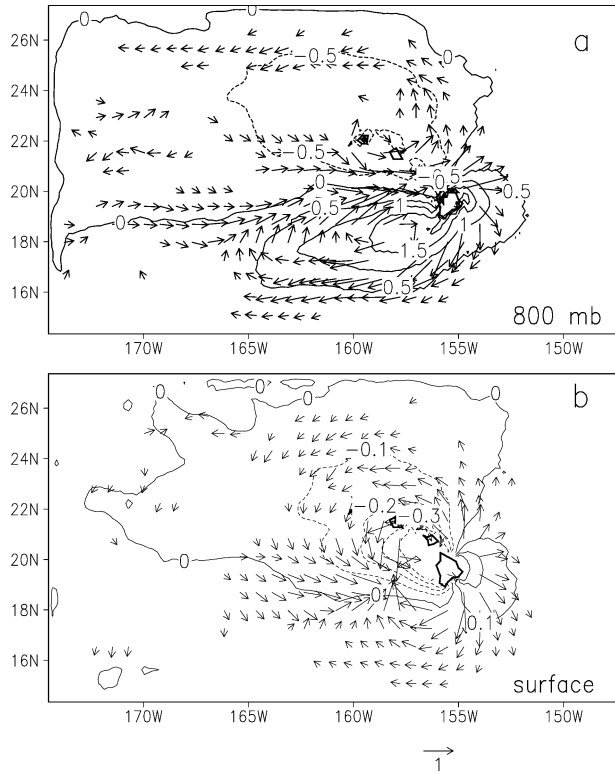 0 0
26N a
-0.5
24N
22N
-0.5
0 -0.5
20N 0.5 0.5
0 1
1
18N 1.5
0.5
16N
800 mb
170W 165W 160W 155W 150W
0 0 0
26N b
0
24N -0.1
22N -0.2
-0.3
20N 0
18N 0 0.1
16N
surface
170W 165W 160W 155W 150W
1